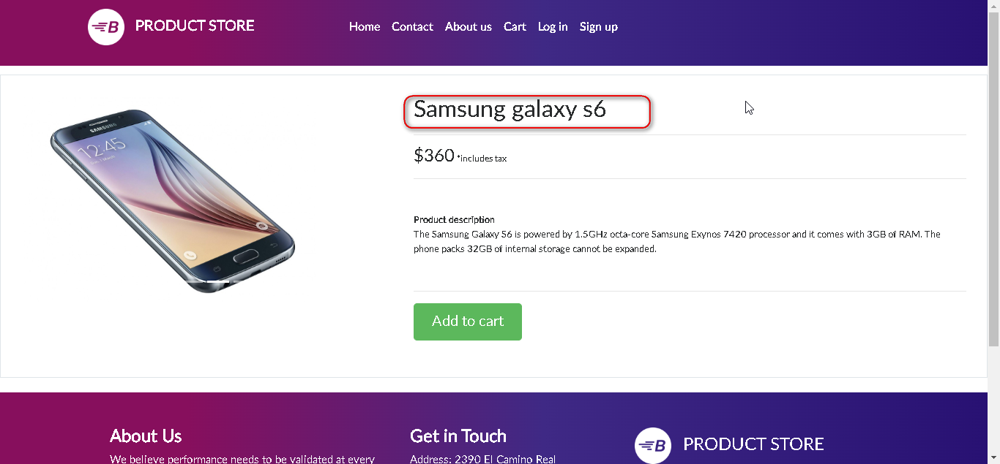 PRODUCT STORE
Home Contact About us Cart Log in Sign up
SAMSUNG
12:45
Samsung galaxy s6
$360 *includes tax
Product description
The Samsung Galaxy S6 is powered by 1.5GHz octa-core Samsung Exynos 7420 processor and it comes with 3GB of RAM. The
phone packs 32GB of internal storage cannot be expanded.
Add to cart
About Us
We believe performance needs to be validated at every
Get in Touch
Address: 2390 El Camino Real
B PRODUCT STORE